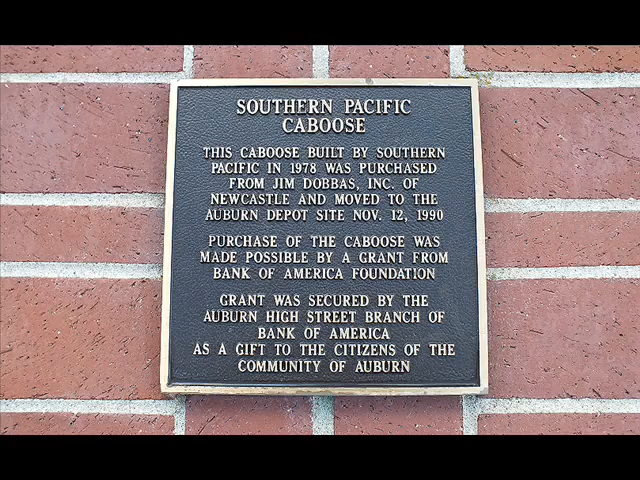 SOUTHERN PACIFIC
CABOOSE
THIS CABOOSE BUILT BY SOUTHERN
PACIFIC IN 1978 WAS PURCHASED
FROM JIM DOBBAS, INC. OF
NEWCASTLE AND MOVED TO THE
AUBURN DEPOT SITE NOV. 12, 1990
PURCHASE OF THE CABOOSE WAS
MADE POSSIBLE BY A GRANT FROM
BANK OF AMERICA FOUNDATION
GRANT WAS SECURED BY THE
AUBURN HIGH STREET BRANCH OF
BANK OF AMERICA
AS A GIFT TO THE CITIZENS OF THE
COMMUNITY OF AUBURN